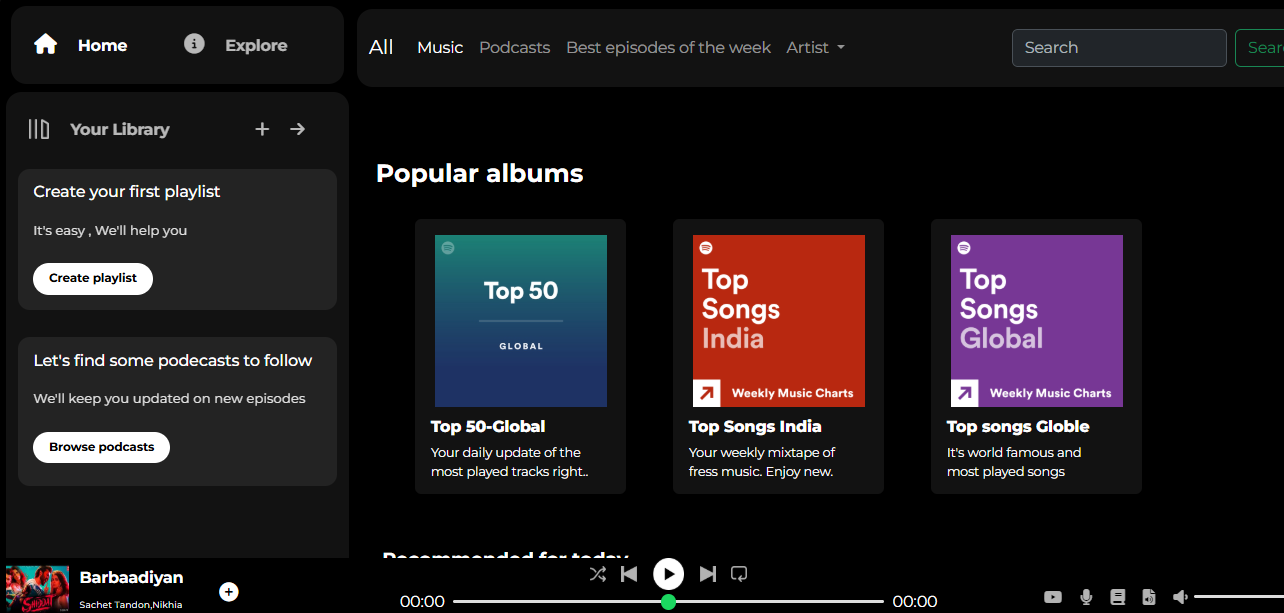 Home
Explore
All
Music
Podcasts
Best episodes of the week
Artist
Search
Sear
Your Library
Create your first playlist
It's easy , We'll help you
Create playlist
Let's find some podecasts to follow
We'll keep you updated on new episodes
Browse podcasts
Popular albums
Top 50
GLOBAL
Top 50-Global
Your daily update of the
most played tracks right..
Top
Songs
India
Weekly Music Charts
Top Songs India
Your weekly mixtape of
fress music. Enjoy new.
Top
Songs
Global
Weekly Music Charts
Top songs Globle
It's world famous and
most played songs
Recommended for today
Barbaadiyan
Sachet Tandon,Nikhia
00:00
00:00